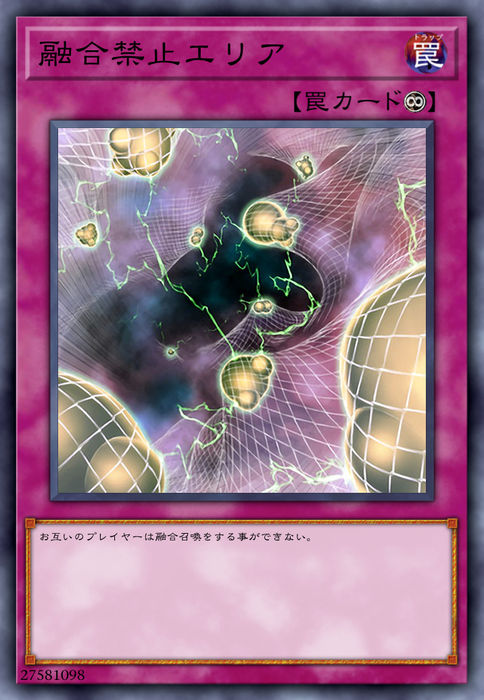 融合禁止エリア
トラップ
罠
【罠カード】
お互いのプレイヤーは融合召喚をする事ができない。
27581098